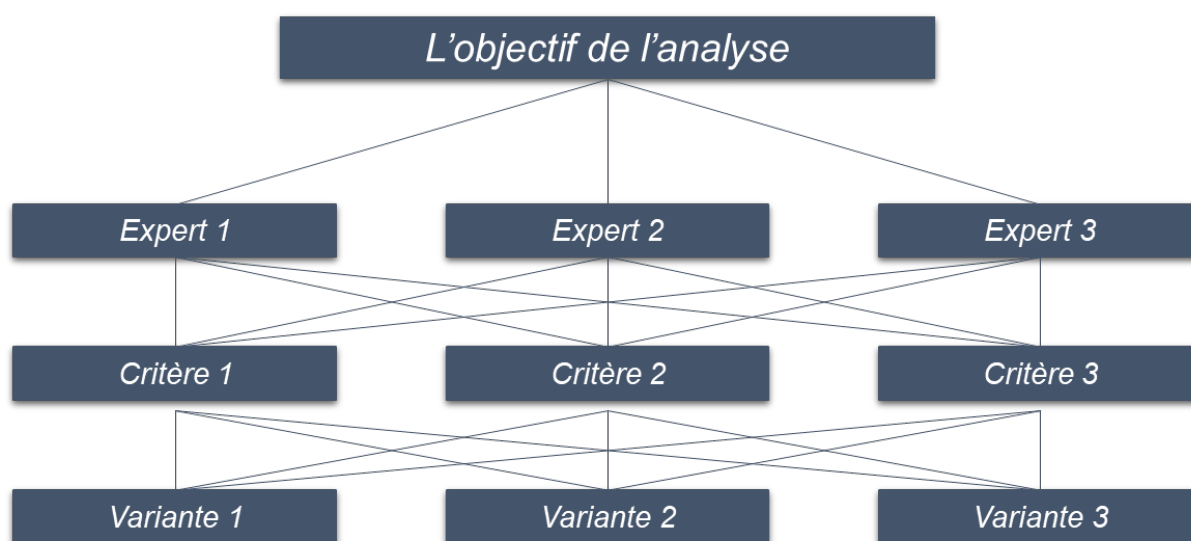 L’objectif de l’analyse
Expert 1
Expert 2
Expert 3
Critère 1
Critère 2
Critère 3
Variante 1
Variante 2
Variante 3